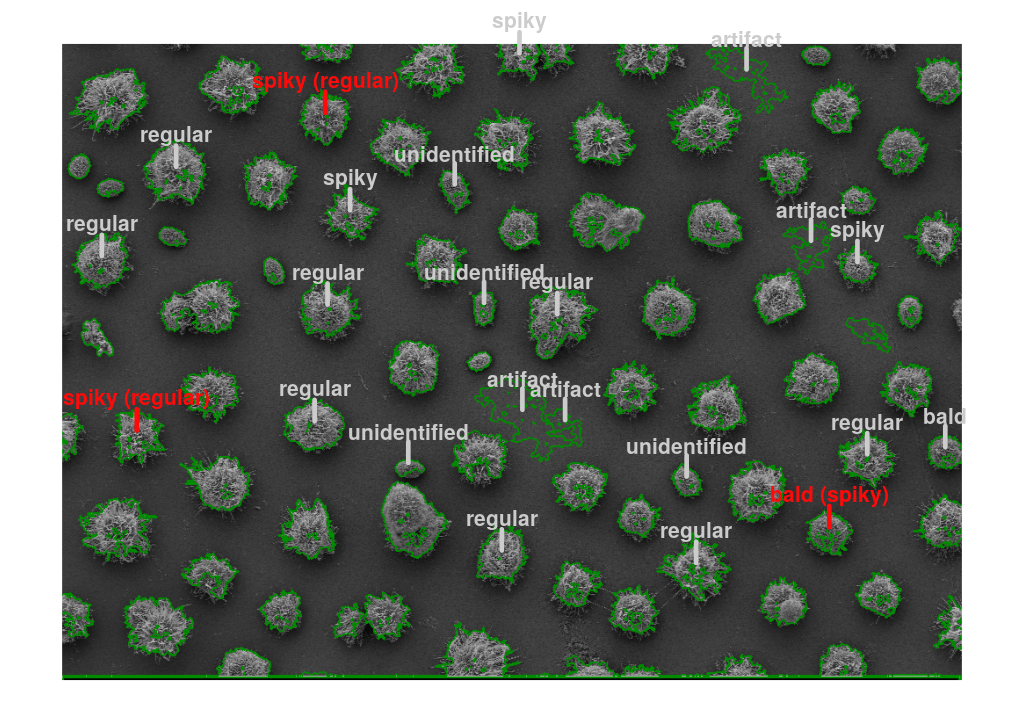 spiky
artifact
spiky (regular)
regular
unidentified
spiky
artifact
regular
spiky
regular
unidentified
regular
artifact
artifact
regular
spiky (regular)
bald
regular
unidentified
unidentified
bald (spiky)
regular
regular